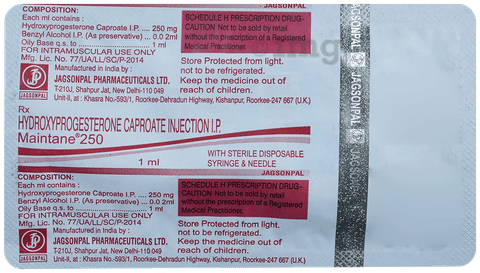 COMPOSITION:
Each ml contains :
Hydroxyprogesterone Caproate I.P. .... 250 mg
Benzyl Alcohol I.P. (As preservative) .. 0.0 2ml
Oily Base q.s. to ................................ 1 ml
FOR INTRAMUSCULAR USE ONLY
Mfg. Lic. No. 77/UA/LL/SC/P-2014
Manufactured in India by :
JAGSONPAL PHARMACEUTICALS LTD.
T-210J, Shahpur Jat, New Delhi-110 049
Unit-II, at : Khasra No.-593/1, Roorkee-Dehradun Highway, Kishanpur, Roorkee-247 667 (U.K.)
JAGSONPAL
SCHEDULE H PRESCRIPTION DRUG-
CAUTION Not to be sold by retail
without the prescription of a Registered
Medical Practitioner.
Store Protected from light,
not to be refrigerated.
Keep the medicine out of
reach of children.
JAGSONPAL
Rx
HYDROXYPROGESTERONE CAPROATE INJECTION I.P.
Maintane®250
1 ml
WITH STERILE DISPOSABLE
SYRINGE & NEEDLE
JAGSONPAL
COMPOSITION:
Each ml contains :
Hydroxyprogesterone Caproate I.P. .... 250 mg
Benzyl Alcohol I.P. (As preservative) .. 0.0 2ml
Oily Base q.s. to ................................ 1 ml
FOR INTRAMUSCULAR USE ONLY
Mfg. Lic. No. 77/UA/LL/SC/P-2014
Manufactured in India by :
JAGSONPAL PHARMACEUTICALS LTD.
T-210J, Shahpur Jat, New Delhi-110 049
Unit-II, at : Khasra No.-593/1, Roorkee-Dehradun Highway, Kishanpur, Roorkee-247 667 (U.K.)
JAGSONPAL
SCHEDULE H PRESCRIPTION DRUG-
CAUTION Not to be sold by retail
without the prescription of a Registered
Medical Practitioner.
Store Protected from light,
not to be refrigerated.
Keep the medicine out of
reach of children.
JAGSONPAL
JAGSONPAL